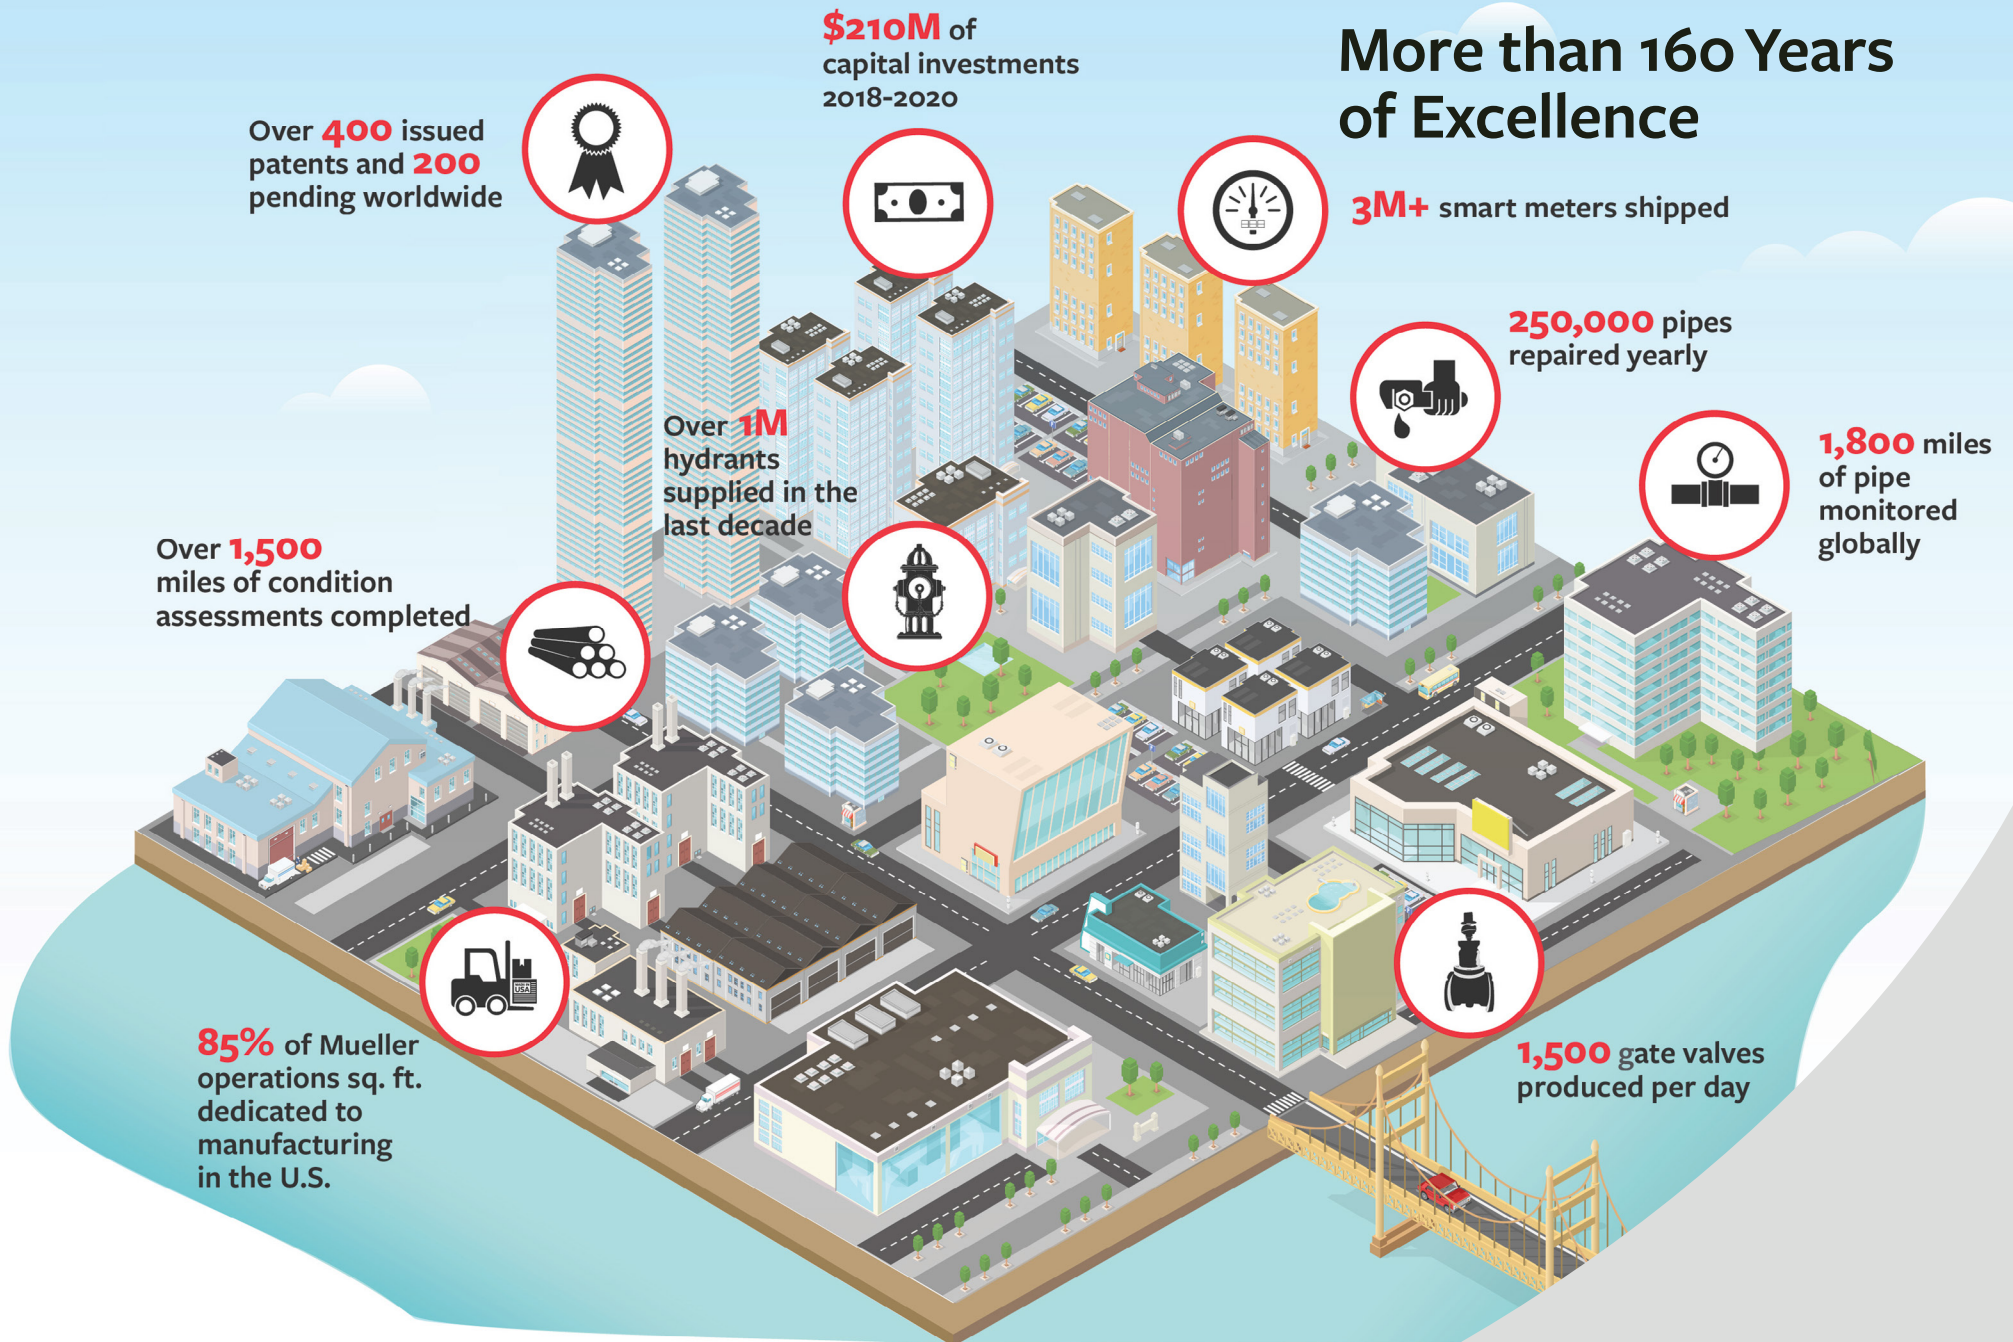 More than 160 Years
of Excellence
$210M of
capital investments
2018-2020
Over 400 issued
patents and 200
pending worldwide
3M+ smart meters shipped
250,000 pipes
repaired yearly
Over 1M
hydrants
supplied in the
last decade
1,800 miles
of pipe
monitored
globally
Over 1,500
miles of condition
assessments completed
MADE IN
USA
85% of Mueller
operations sq. ft.
dedicated to
manufacturing
in the U.S.
1,500 gate valves
produced per day